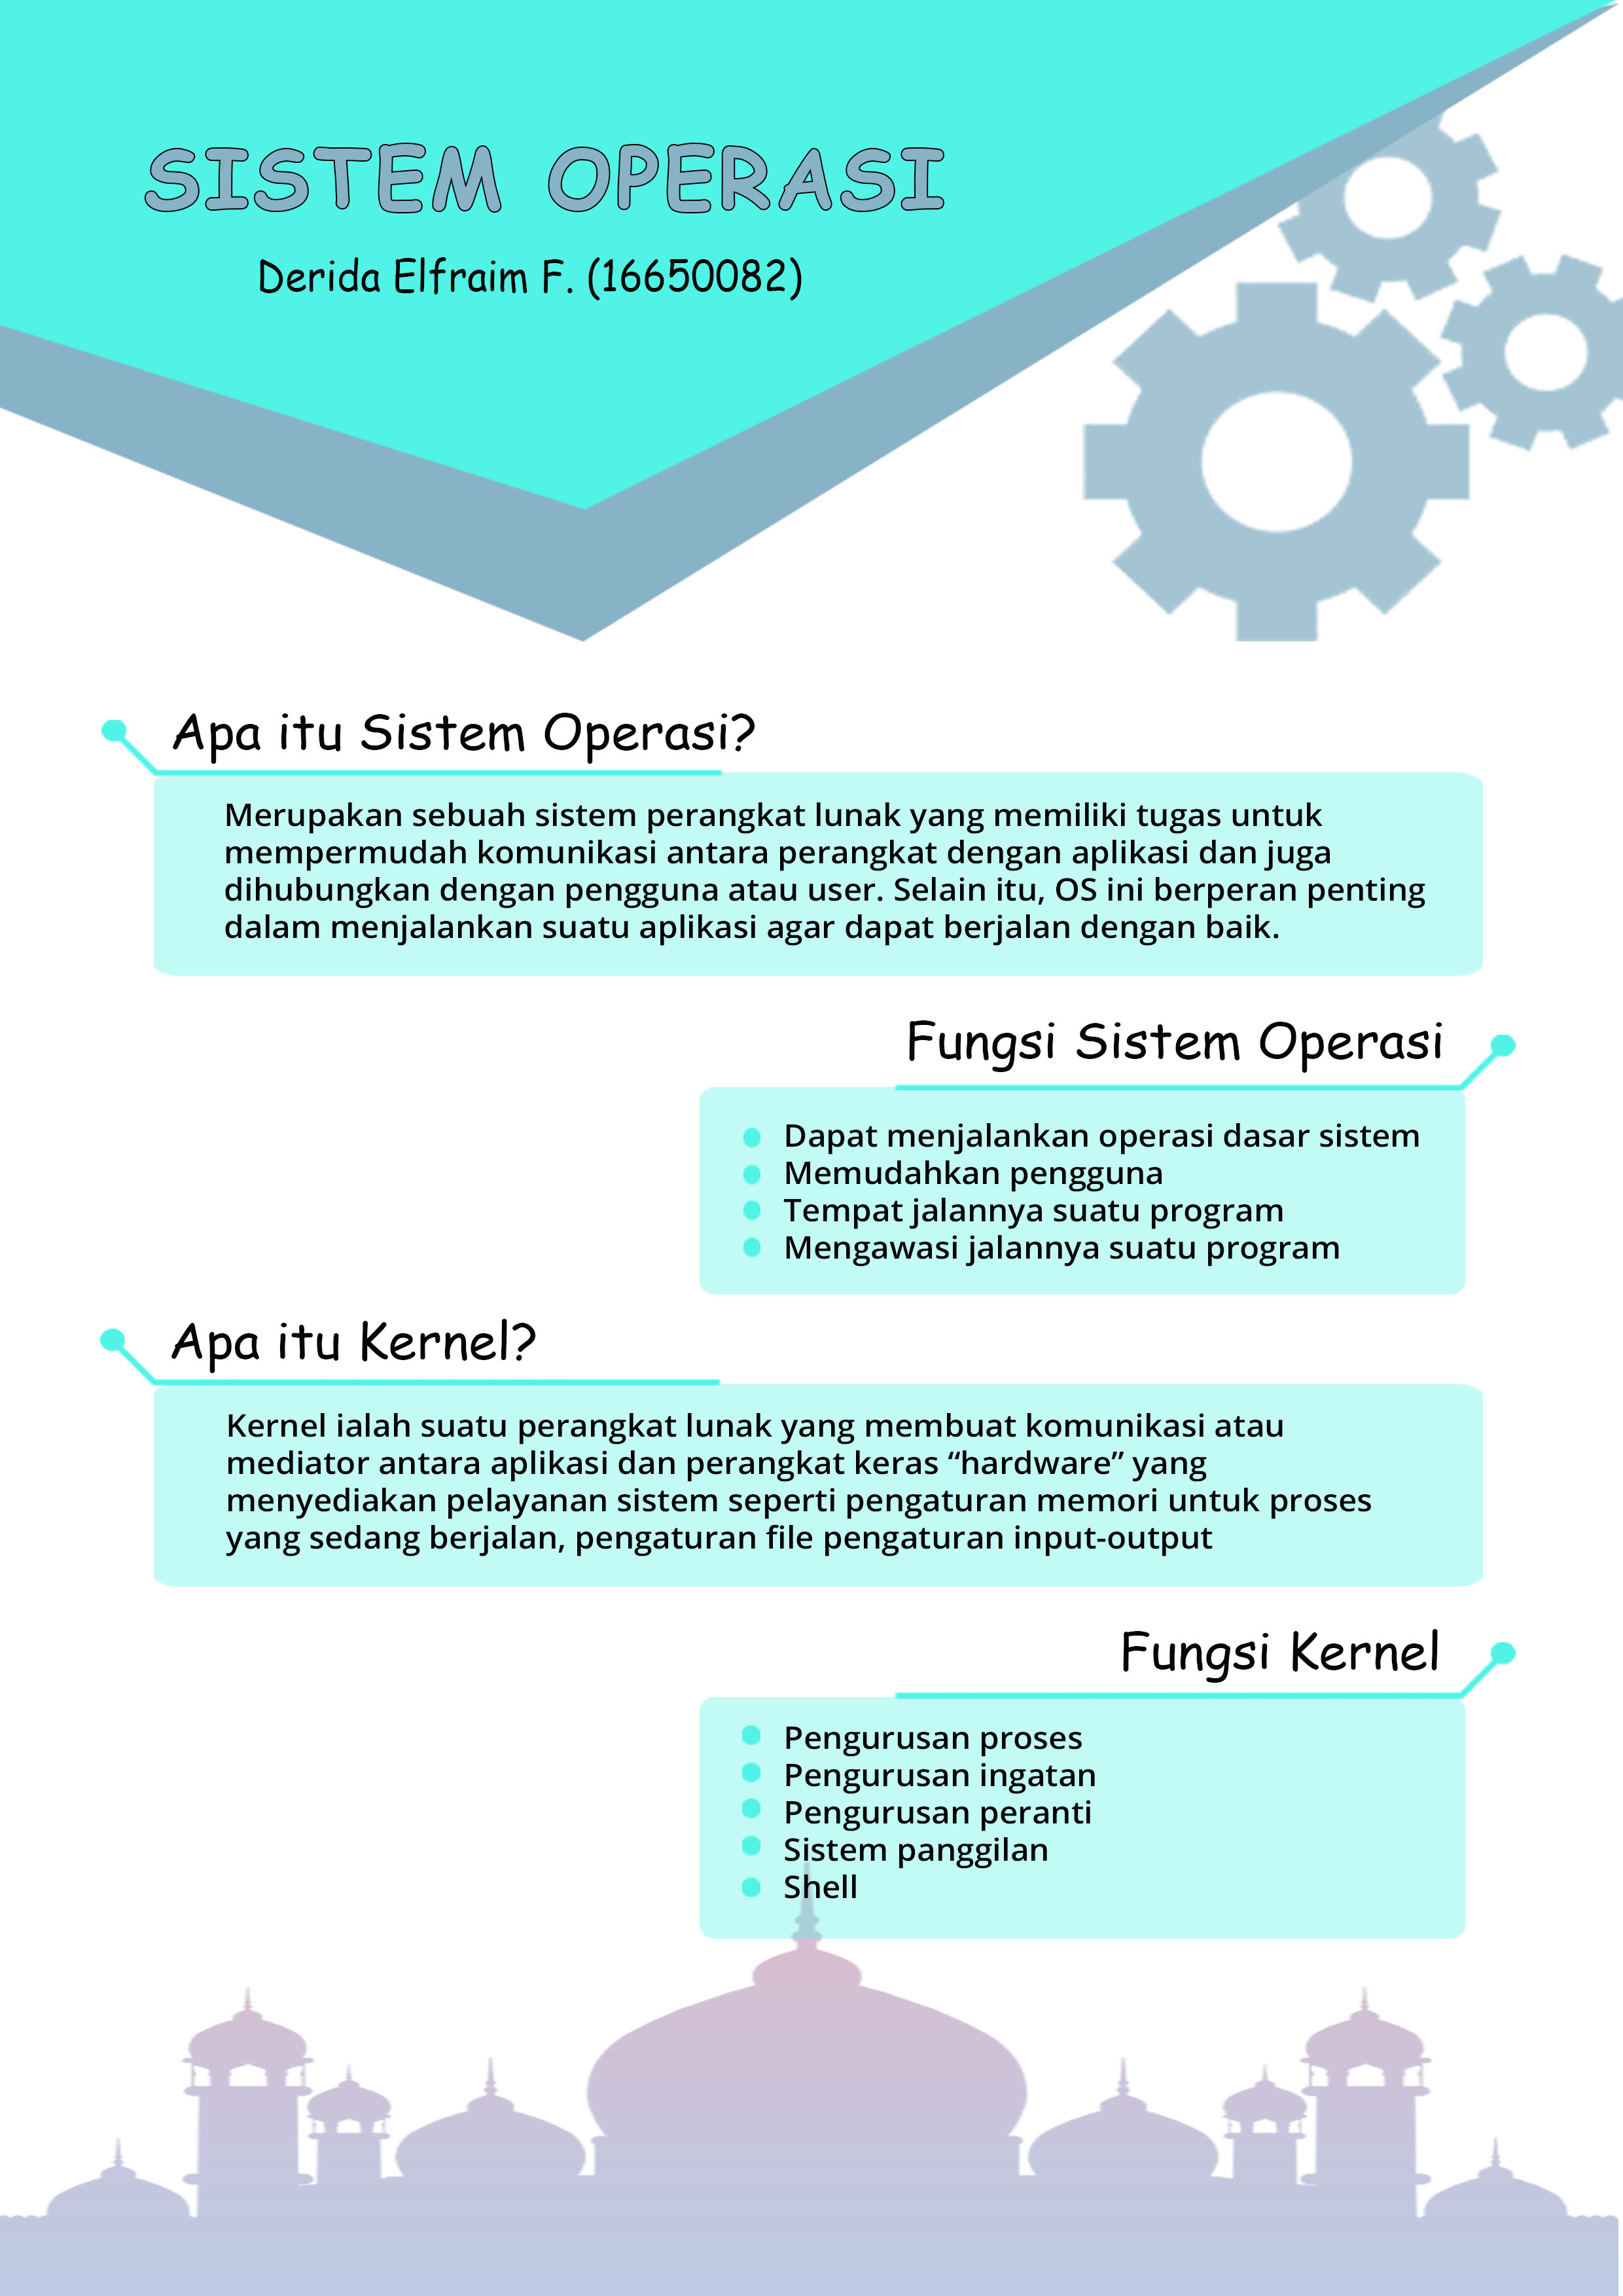 SISTEM OPERASI
Derida Elfraim F. (16650082)
Apa itu Sistem Operasi?
Merupakan sebuah sistem perangkat lunak yang memiliki tugas untuk
mempermudah komunikasi antara perangkat dengan aplikasi dan juga
dihubungkan dengan pengguna atau user. Selain itu, OS ini berperan penting
dalam menjalankan suatu aplikasi agar dapat berjalan dengan baik.
Fungsi Sistem Operasi
Dapat menjalankan operasi dasar sistem
Memudahkan pengguna
Tempat jalannya suatu program
Mengawasi jalannya suatu program
Apa itu Kernel?
Kernel ialah suatu perangkat lunak yang membuat komunikasi atau
mediator antara aplikasi dan perangkat keras “hardware” yang
menyediakan pelayanan sistem seperti pengaturan memori untuk proses
yang sedang berjalan, pengaturan file pengaturan input-output
Fungsi Kernel
Pengurusan proses
Pengurusan ingatan
Pengurusan peranti
Sistem panggilan
Shell